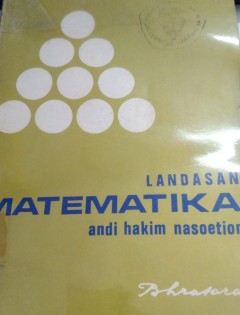 LANDASAN
MATEMATIKA
andi hakim nasoetion
Bhratara